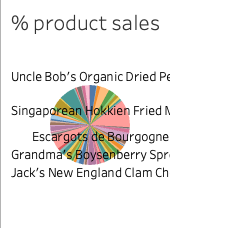 % product sales
Uncle Bob's Organic Dried Pe
Singaporean Hokkien Fried M
Escargots de Bourgogne
Grandma's Boysenberry Spr
Jack's New England Clam Ch